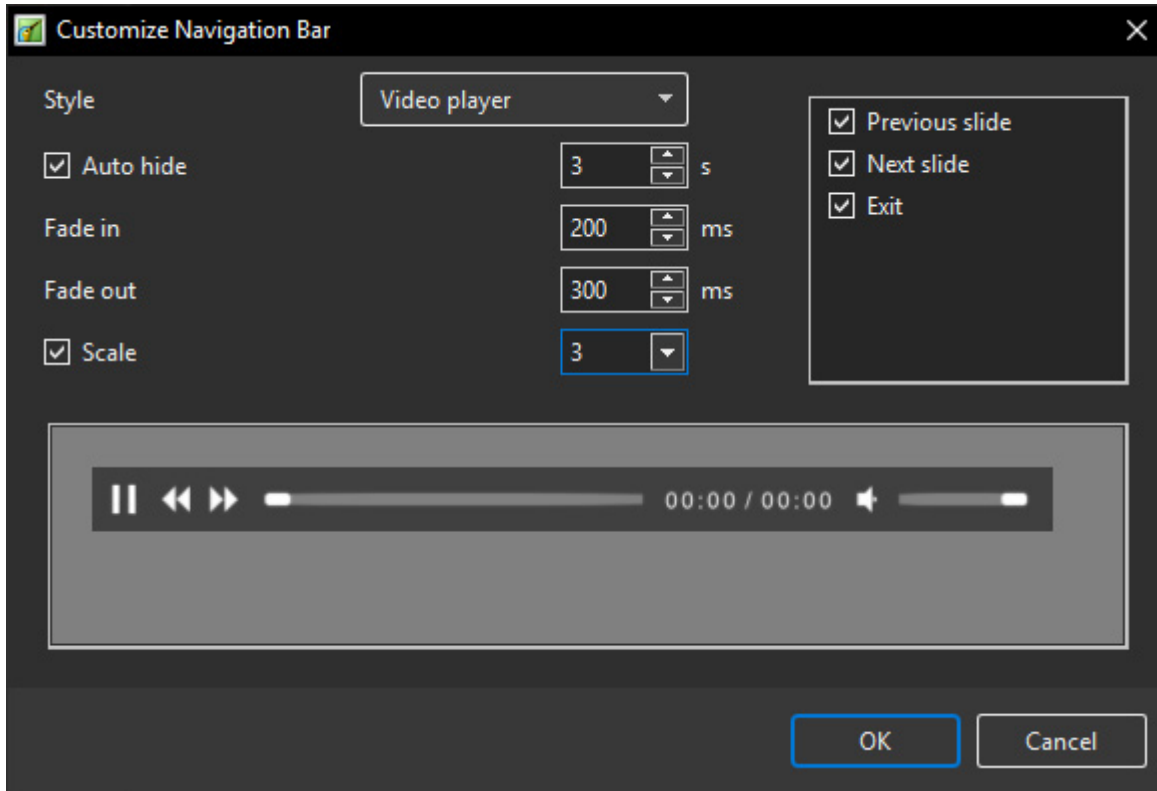 Customize Navigation Bar
Style Video player
Previous slide
Auto hide 3 s
Next slide
Exit
Fade in 200 ms
Fade out 300 ms
Scale 3
00:00 / 00:00
OK Cancel